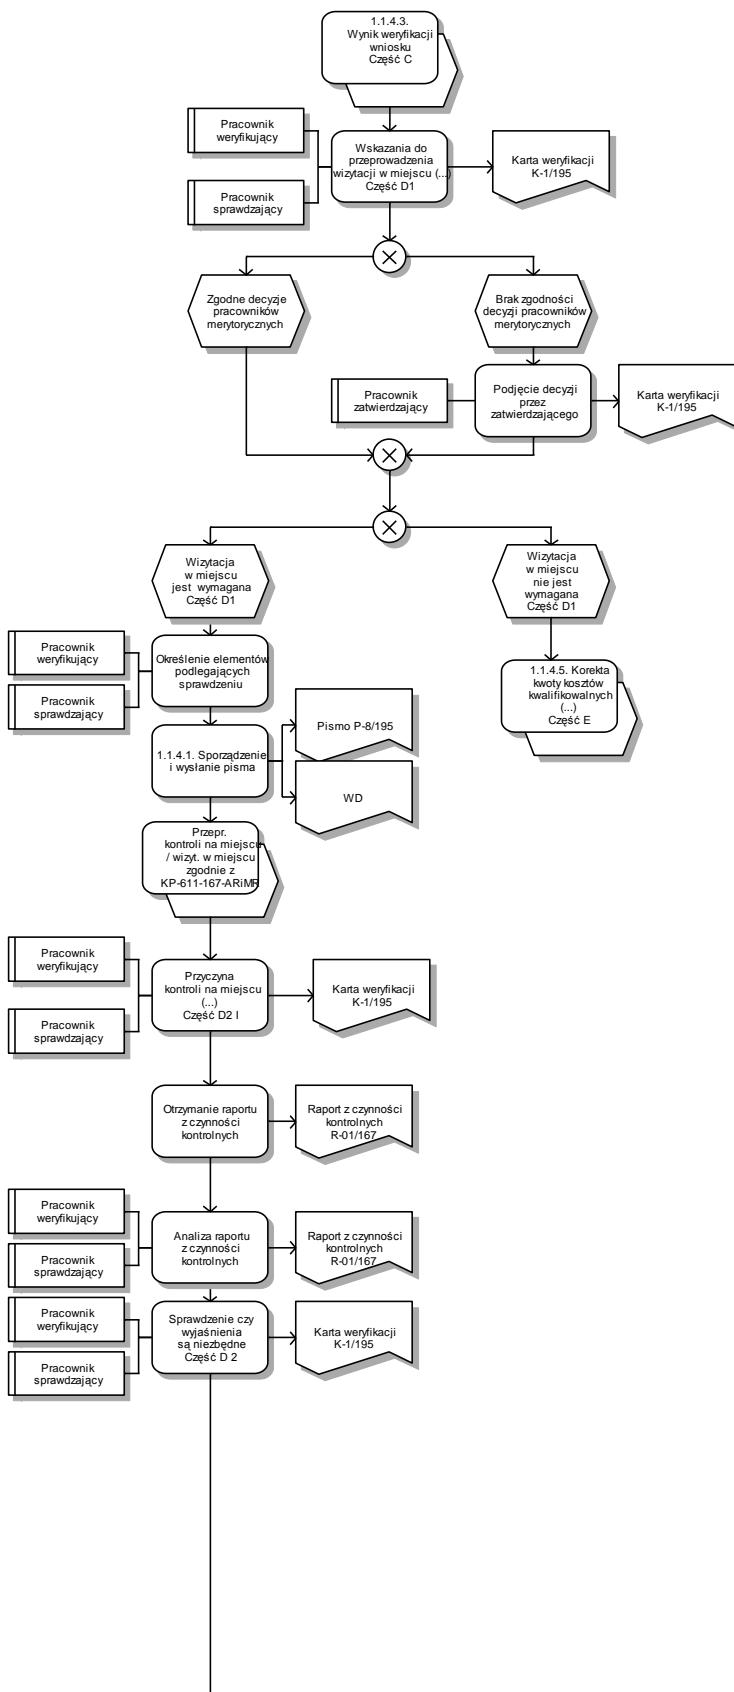 1.1.4.3.
Wynik weryfikacji
wniosku
Część C
Pracownik
weryfikujący
Pracownik
sprawdzający
Wskazania do
przeprowadzenia
wizytacji w miejscu (...)
Część D1
Karta weryfikacji
K-1/195
Zgodne decyzje
pracowników
merytorycznych
Brak zgodności
decyzji pracowników
merytorycznych
Pracownik
zatwierdzający
Podjęcie decyzji
przez
zatwierdzającego
Karta weryfikacji
K-1/195
Wizytacja
w miejscu
jest wymagana
Część D1
Wizytacja
w miejscu
nie jest
wymagana
Część D1
Pracownik
weryfikujący
Pracownik
sprawdzający
Określenie elementów
podlegających
sprawdzeniu
1.1.4.5. Korekta
kwoty kosztów
kwalifikowalnych
(...)
Część E
1.1.4.1. Sporządzenie
i wysłanie pisma
Pismo P-8/195
WD
Przepr.
kontroli na miejscu
/ wizyt. w miejscu
zgodnie z
KP-611-167-ARiMR
Pracownik
weryfikujący
Pracownik
sprawdzający
Przyczyna
kontroli na miejscu
(...)
Część D2 I
Karta weryfikacji
K-1/195
Otrzymanie raportu
z czynności
kontrolnych
Raport z czynności
kontrolnych
R-01/167
Pracownik
weryfikujący
Pracownik
sprawdzający
Analiza raportu
z czynności
kontrolnych
Raport z czynności
kontrolnych
R-01/167
Pracownik
weryfikujący
Pracownik
sprawdzający
Sprawdzenie czy
wyjaśnienia
są niezbędne
Część D 2
Karta weryfikacji
K-1/195